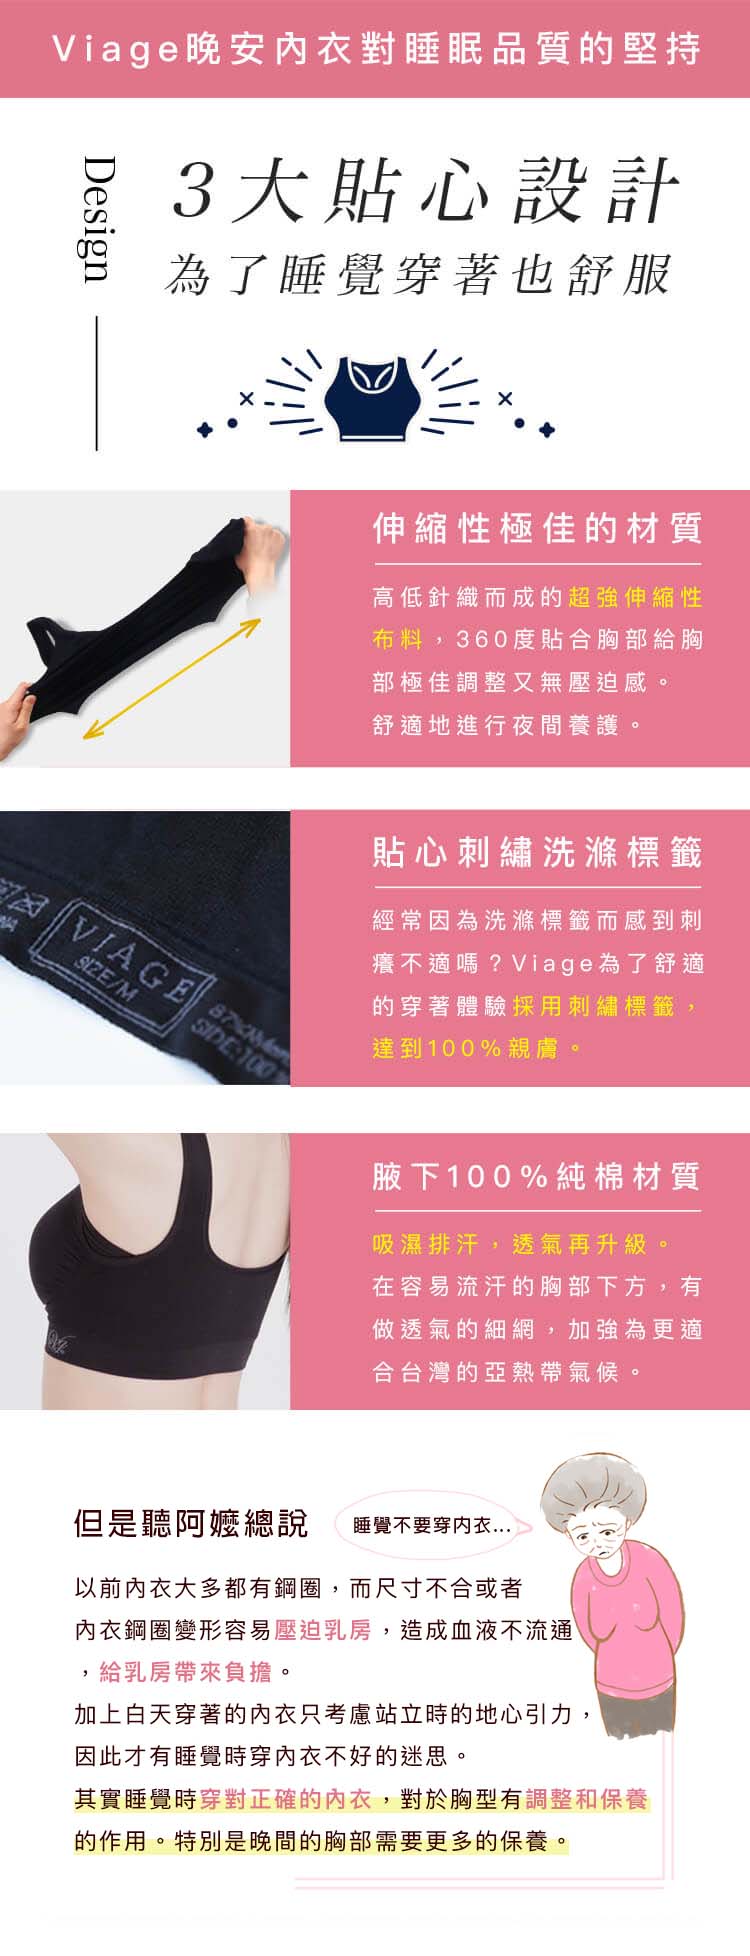 Viage晚安內衣對睡眠品質的堅持
Design
3大貼心設計
為了睡覺穿著也舒服
伸縮性極佳的材質
高低針織而成的超強伸縮性
布料，360度貼合胸部給胸
部極佳調整又無壓迫感。
舒適地進行夜間養護。
VIAGE
SIZE/M
貼心刺繡洗滌標籤
經常因為洗滌標籤而感到刺
癢不適嗎？Viage為了舒適
的穿著體驗採用刺繡標籤，
達到100%親膚。
腋下100%純棉材質
吸濕排汗，透氣再升級。
在容易流汗的胸部下方，有
做透氣的細網，加強為更適
合台灣的亞熱帶氣候。
但是聽阿嬤總說
睡覺不要穿內衣...
以前內衣大多都有鋼圈，而尺寸不合或者
內衣鋼圈變形容易壓迫乳房，造成血液不流通
，給乳房帶來負擔。
加上白天穿著的內衣只考慮站立時的地心引力，
因此才有睡覺時穿內衣不好的迷思。
其實睡覺時穿對正確的內衣，對於胸型有調整和保養
的作用。特別是晚間的胸部需要更多的保養。